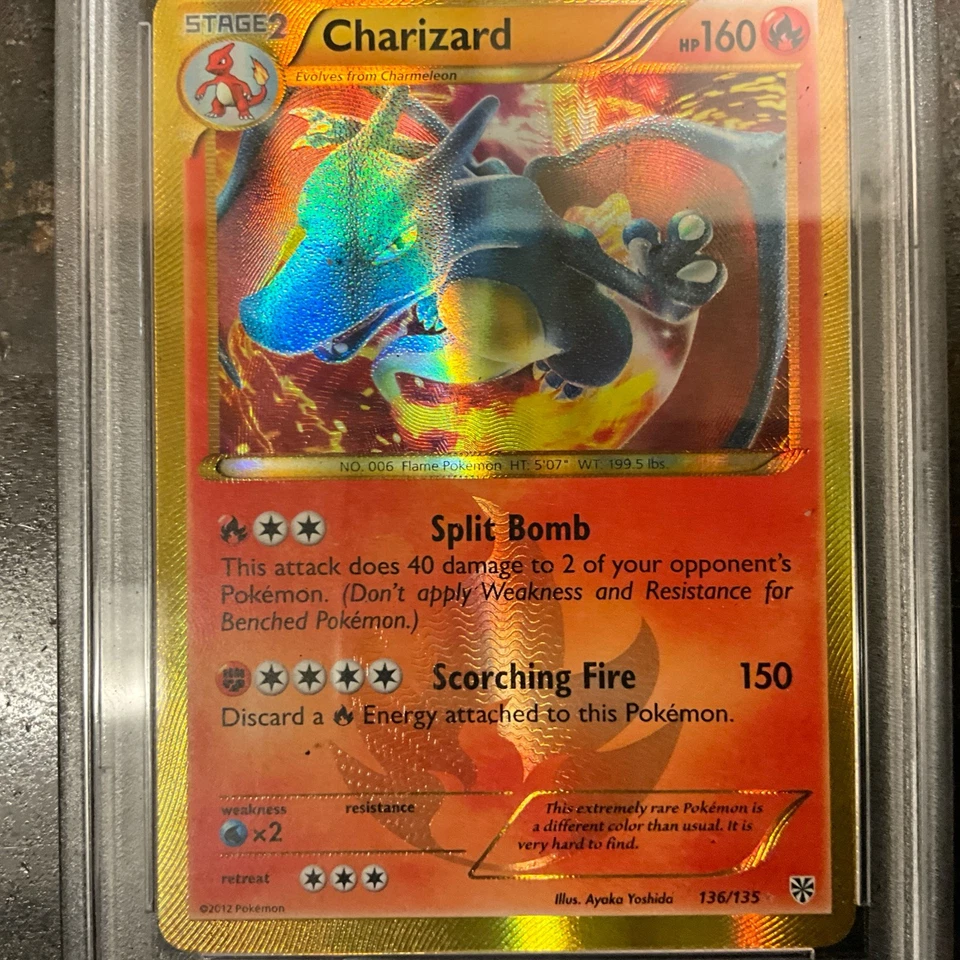 STAGE2
Charizard
HP160
Evolves from Charmeleon
NO. 006 Flame Pokémon HT: 5'07" WT: 199.5 lbs.
Split Bomb
This attack does 40 damage to 2 of your opponent's
Pokémon. (Don't apply Weakness and Resistance for
Benched Pokémon.)
Scorching Fire 150
Discard a Energy attached to this Pokémon.
weakness resistance
×2
This extremely rare Pokémon is
a different color than usual. It is
very hard to find.
retreat
Illus. Ayaka Yoshida 136/135
©2012 Pokémon